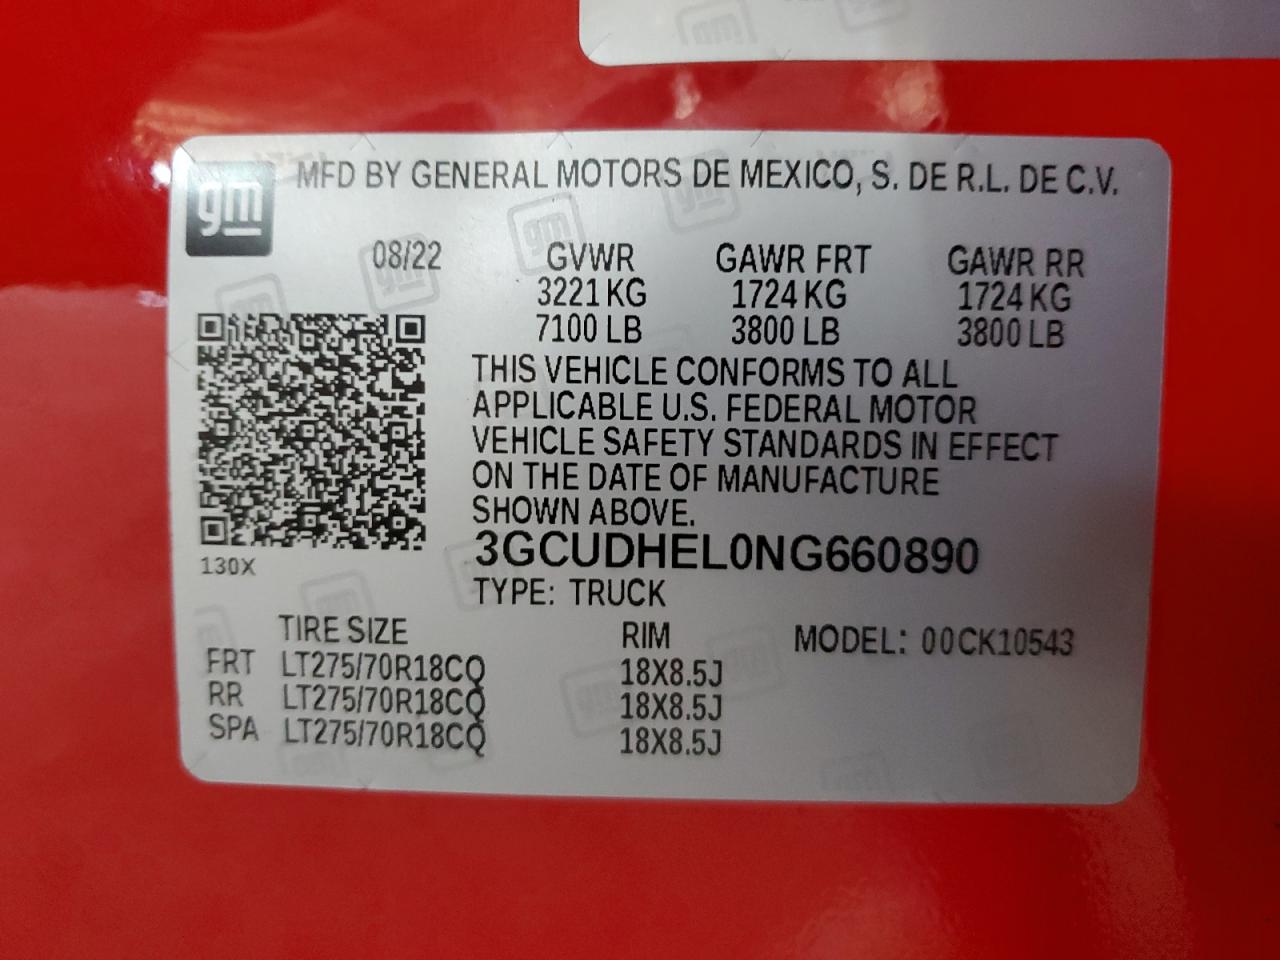 gm MFD BY GENERAL MOTORS DE MEXICO, S. DE R.L. DE C.V.
08/22 GVWR GAWR FRT GAWR RR
3221 KG 1724 KG 1724 KG
7100 LB 3800 LB 3800 LB
THIS VEHICLE CONFORMS TO ALL
APPLICABLE U.S. FEDERAL MOTOR
VEHICLE SAFETY STANDARDS IN EFFECT
ON THE DATE OF MANUFACTURE
SHOWN ABOVE.
3GCUDHEL0NG660890
130X
TYPE: TRUCK
TIRE SIZE RIM MODEL: 00CK10543
FRT LT275/70R18CQ 18X8.5J
RR LT275/70R18CQ 18X8.5J
SPA LT275/70R18CQ 18X8.5J